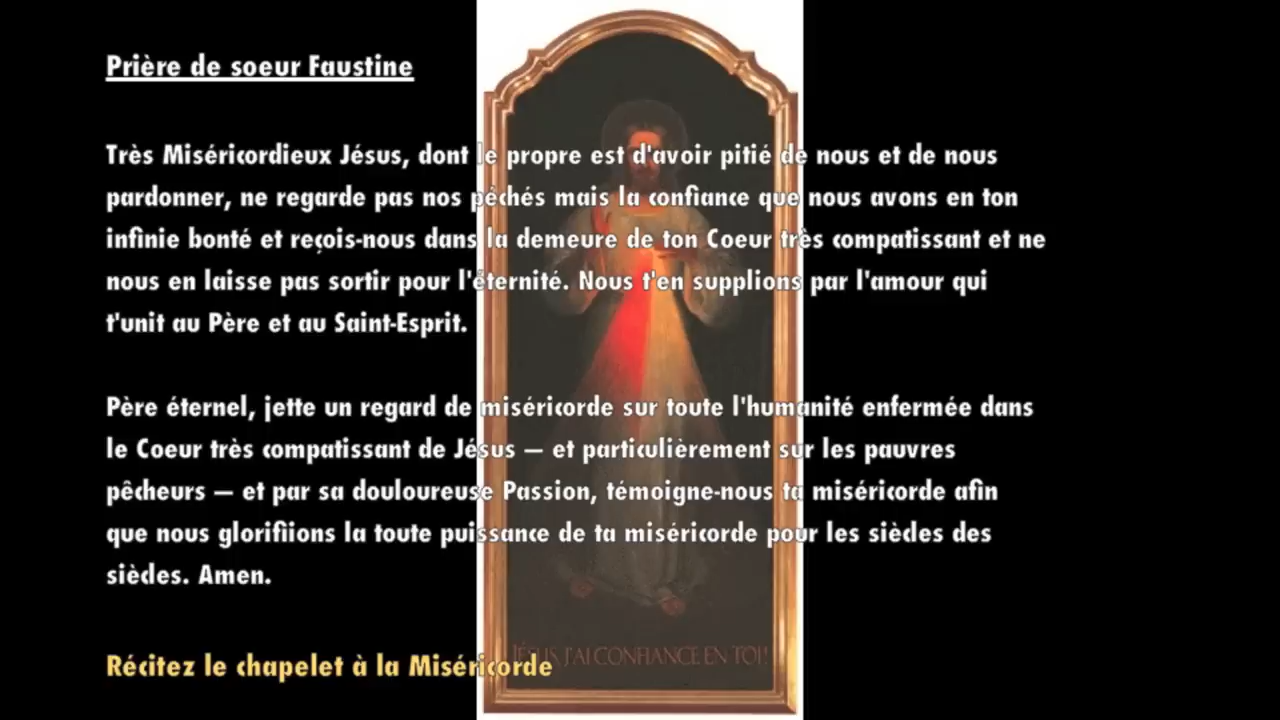 Prière de soeur Faustine
Très Miséricordieux Jésus, dont le propre est d'avoir pitié de nous et de nous
pardonner, ne regarde pas nos péchés mais la confiance que nous avons en ton
infinie bonté et reçois-nous dans la demeure de ton Coeur très compatissant et ne
nous en laisse pas sortir pour l'éternité. Nous t'en supplions par l'amour qui
t'unit au Père et au Saint-Esprit.
Père éternel, jette un regard de miséricorde sur toute l'humanité enfermée dans
le Coeur très compatissant de Jésus — et particulièrement sur les pauvres
pêcheurs — et par sa douloureuse Passion, témoigne-nous ta miséricorde afin
que nous glorifiions la toute puissance de ta miséricorde pour les siècles des
siècles. Amen.
JÉSUS J'AI CONFIANCE EN TOI!
Récitez le chapelet à la Miséricorde